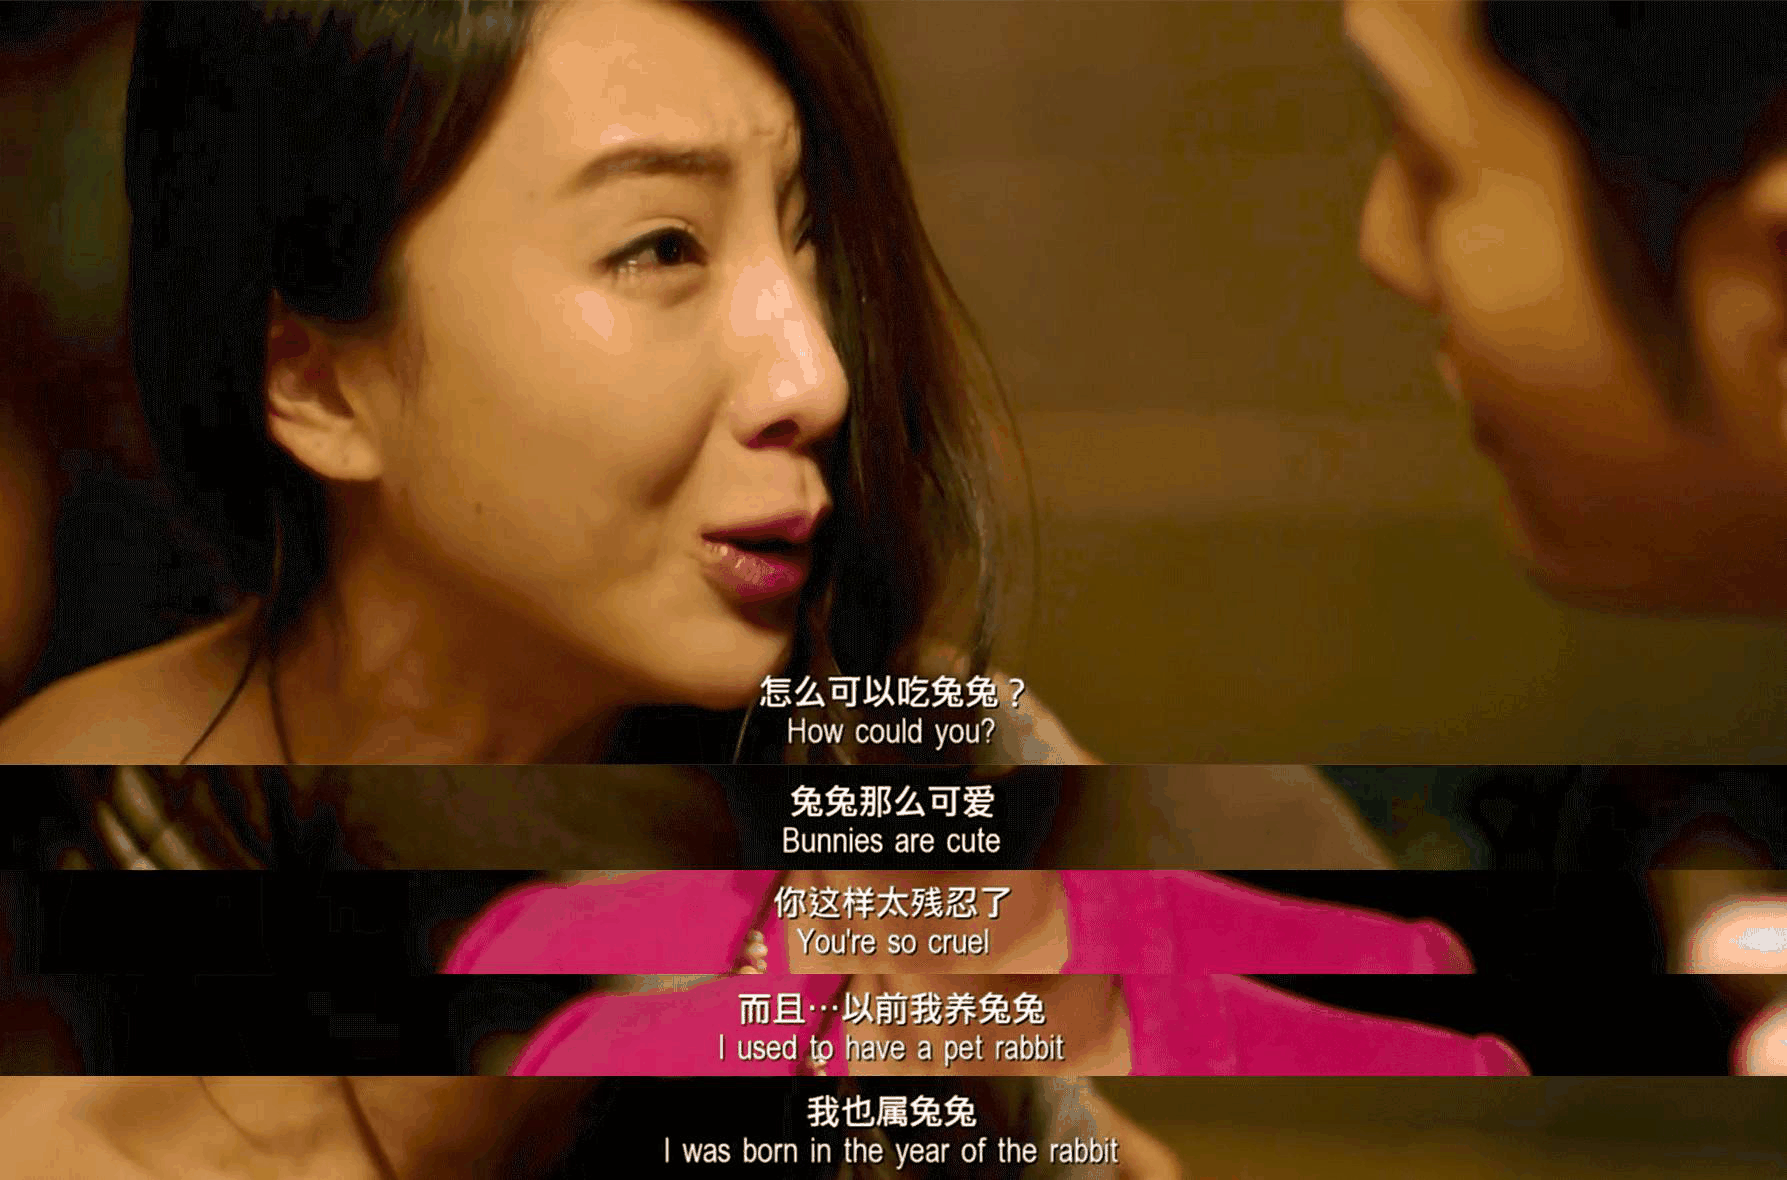 怎么可以吃兔兔？
How could you?
兔兔那么可爱
Bunnies are cute
你这样太残忍了
You're so cruel
而且…以前我养兔兔
I used to have a pet rabbit
我也属兔兔
I was born in the year of the rabbit